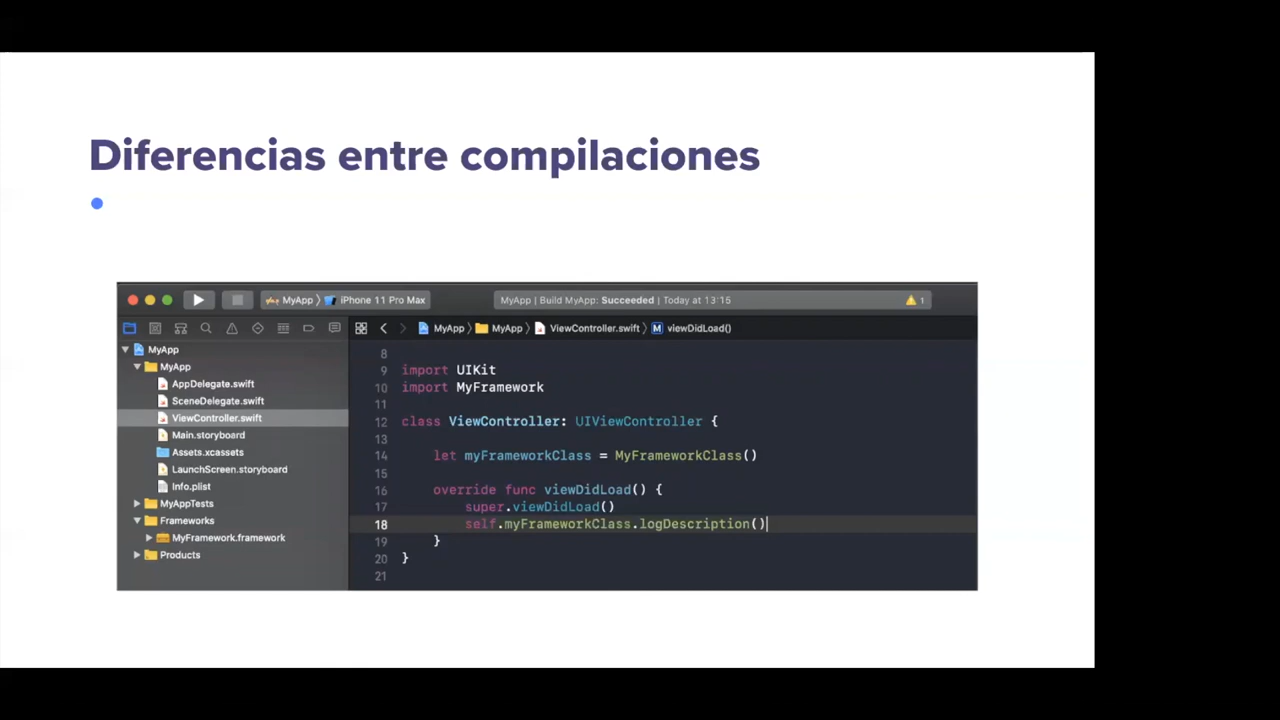 Diferencias entre compilaciones
MyApp 〉 iPhone 11 Pro Max
MyApp | Build MyApp: Succeeded | Today at 13:15
1
MyApp 〉 MyApp 〉 ViewController.swift 〉 M viewDidLoad()
MyApp
MyApp
AppDelegate.swift
SceneDelegate.swift
ViewController.swift
Main.storyboard
Assets.xcassets
LaunchScreen.storyboard
Info.plist
MyAppTests
Frameworks
MyFramework.framework
Products
8
9 import UIKit
10 import MyFramework
11
12 class ViewController: UIViewController {
13
14 let myFrameworkClass = MyFrameworkClass()
15
16 override func viewDidLoad() {
17 super.viewDidLoad()
18 self.myFrameworkClass.logDescription()
19 }
20 }
21